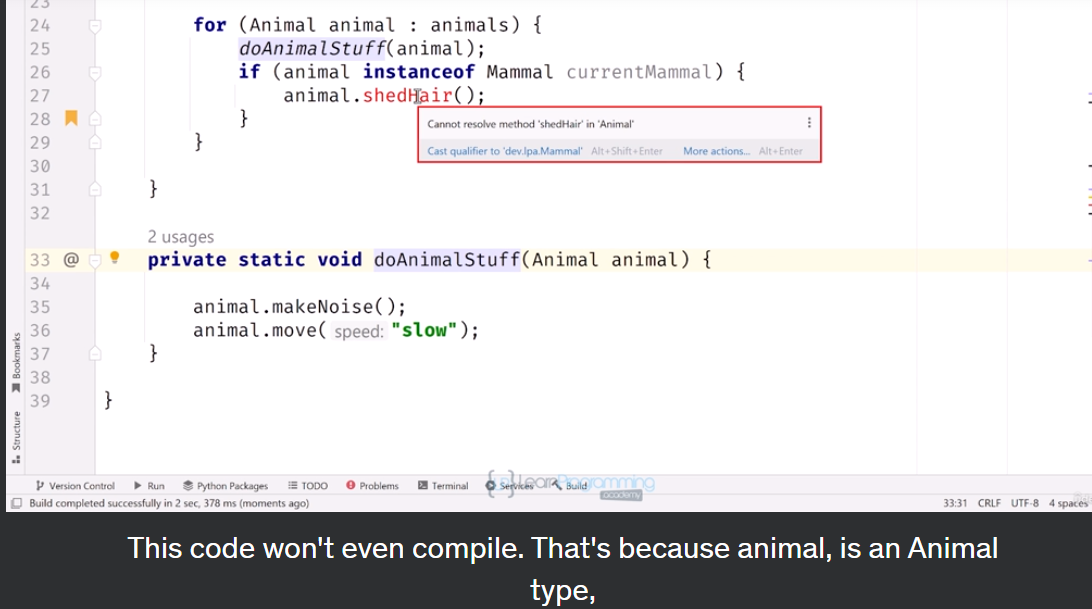 23
24 for (Animal animal : animals) {
25 doAnimalStuff(animal);
26 if (animal instanceof Mammal currentMammal) {
27 animal.shedHair();
28 }
29 }
30
31 }
32
Cannot resolve method 'shedHair' in 'Animal'
Cast qualifier to 'dev.lpa.Mammal' Alt+Shift+Enter More actions... Alt+Enter
2 usages
33 @ private static void doAnimalStuff(Animal animal) {
34
35 animal.makeNoise();
36 animal.move( speed: "slow");
37 }
38
39 }
Bookmarks
Structure
Version Control Run Python Packages TODO Problems Terminal Services Build
Learn Programming
academy
Build completed successfully in 2 sec, 378 ms (moments ago) 33:31 CRLF UTF-8 4 spaces
This code won't even compile. That's because animal, is an Animal
type,